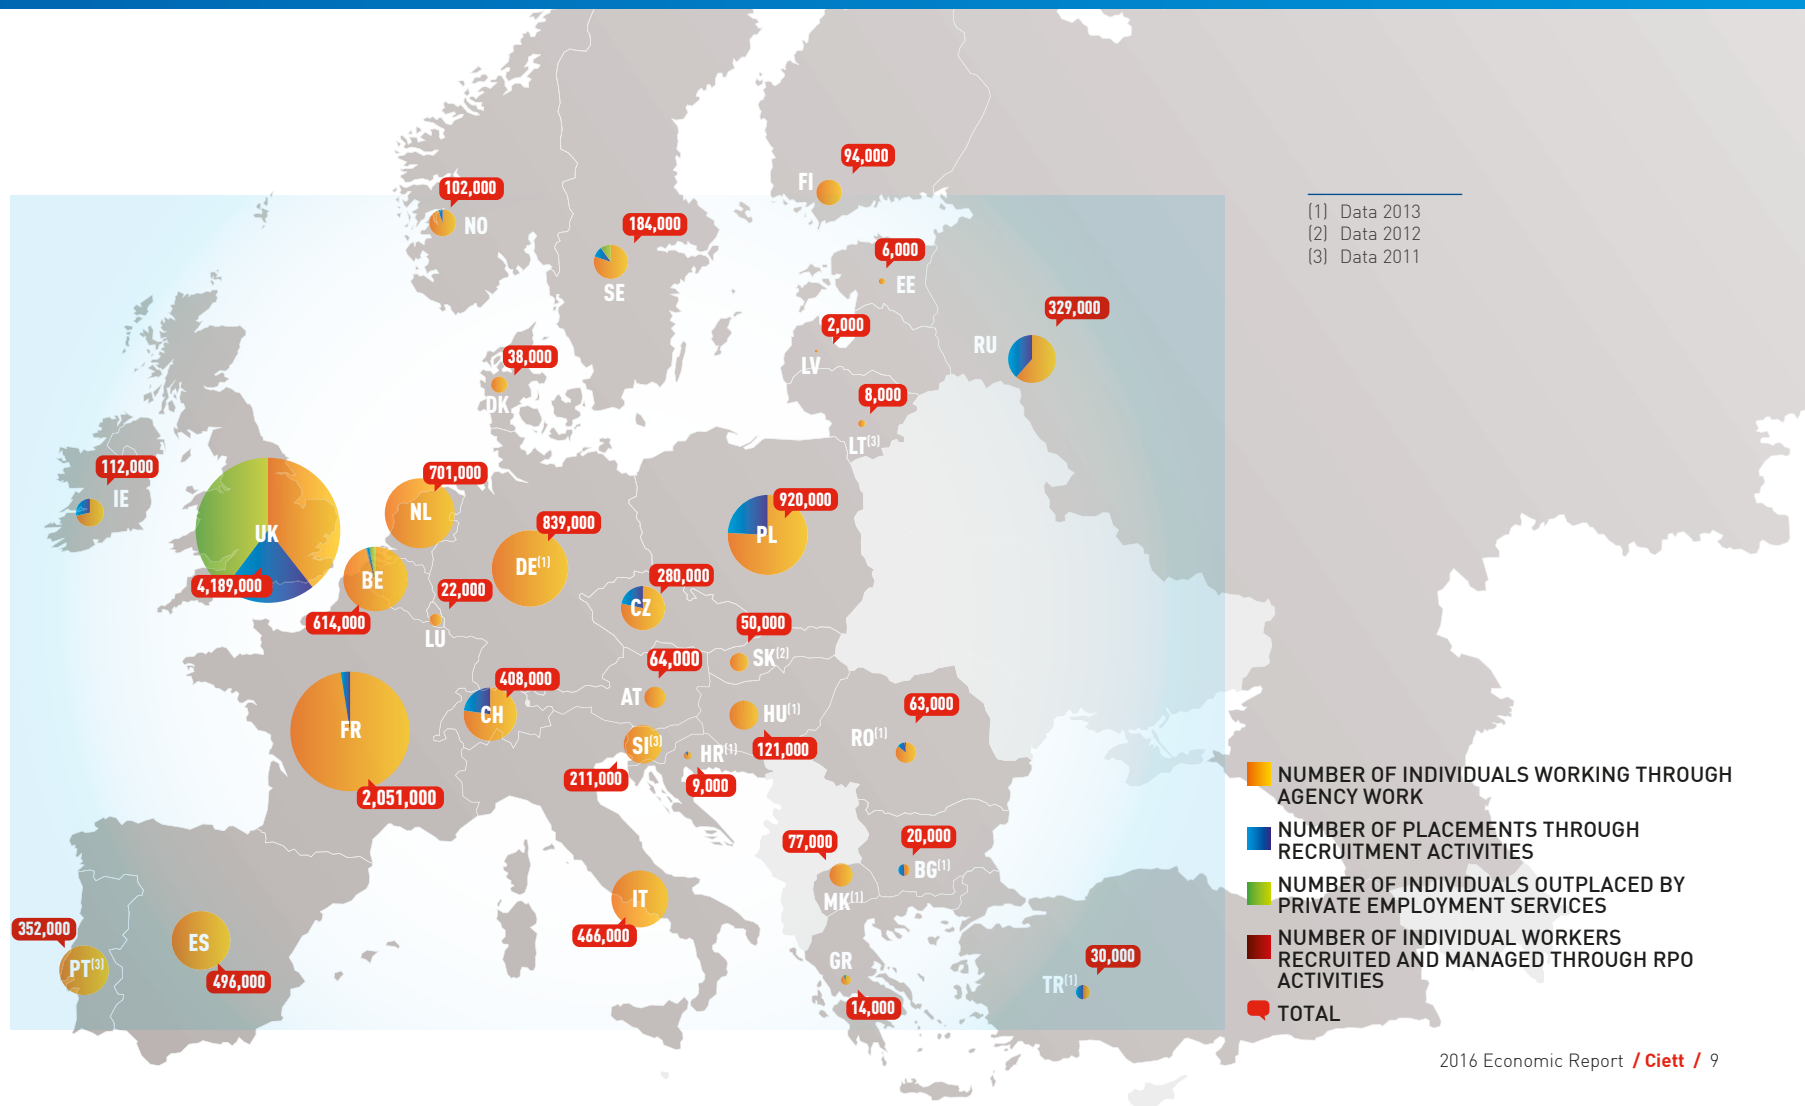 94,000
FI
102,000
NO
184,000
SE
6,000
EE
329,000
RU
2,000
LV
38,000
DK
8,000
LT(3)
(1) Data 2013
(2) Data 2012
(3) Data 2011
112,000
IE
UK
4,189,000
701,000
NL
839,000
DE(1)
920,000
PL
BE
614,000
22,000
LU
280,000
CZ
50,000
SK(2)
64,000
AT
408,000
CH
FR
2,051,000
SI(3)
211,000
HR(1)
9,000
HU(1)
121,000
63,000
RO(1)
77,000
MK(1)
20,000
BG(1)
352,000
PT(3)
ES
496,000
IT
466,000
GR
14,000
30,000
TR(1)
NUMBER OF INDIVIDUALS WORKING THROUGH
AGENCY WORK
NUMBER OF PLACEMENTS THROUGH
RECRUITMENT ACTIVITIES
NUMBER OF INDIVIDUALS OUTPLACED BY
PRIVATE EMPLOYMENT SERVICES
NUMBER OF INDIVIDUAL WORKERS
RECRUITED AND MANAGED THROUGH RPO
ACTIVITIES
TOTAL
2016 Economic Report / Ciett / 9